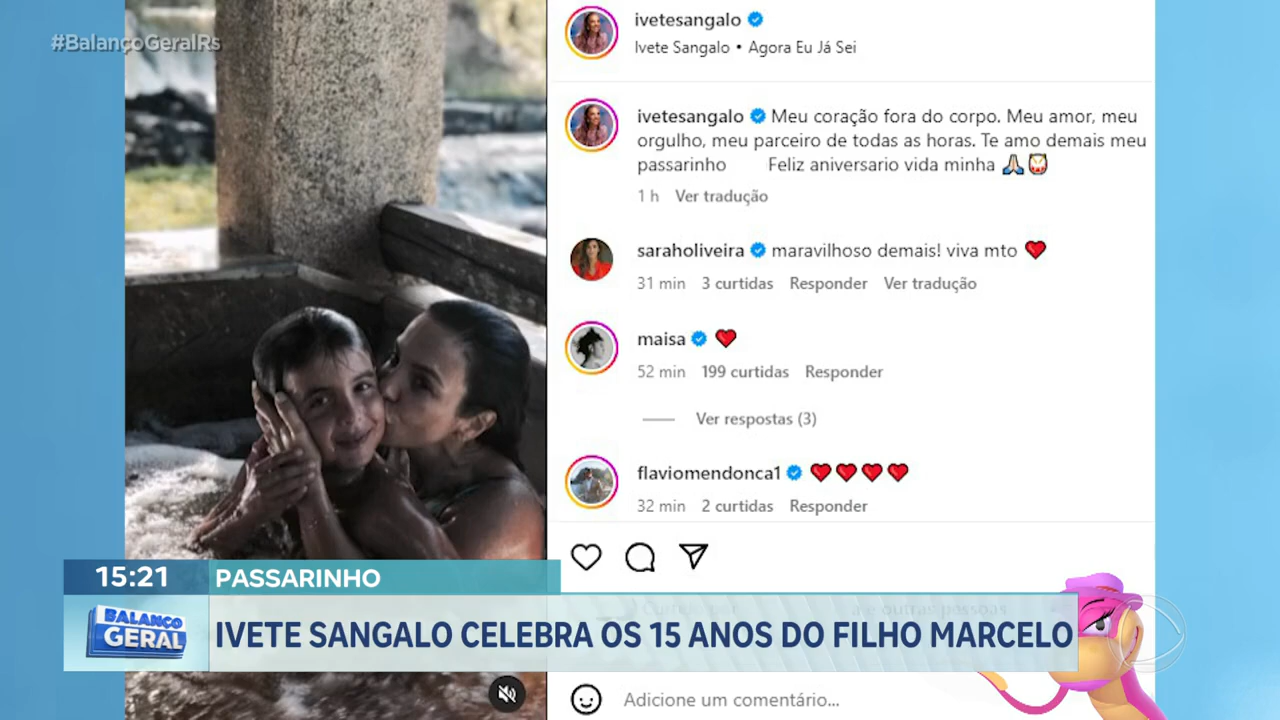 #BalançoGeralRs
ivetesangalo
Ivete Sangalo • Agora Eu Já Sei
ivetesangalo Meu coração fora do corpo. Meu amor, meu
orgulho, meu parceiro de todas as horas. Te amo demais meu
passarinho Feliz aniversario vida minha 🙏🏻🥁
1 h Ver tradução
saraholiveira maravilhoso demais! viva mto ❤️
31 min 3 curtidas Responder Ver tradução
maisa ❤️
52 min 199 curtidas Responder
Ver respostas (3)
flaviomendonca1 ❤️❤️❤️❤️
32 min 2 curtidas Responder
15:21 PASSARINHO
a e outras pessoas
BALANÇO
GERAL
IVETE SANGALO CELEBRA OS 15 ANOS DO FILHO MARCELO
Adicione um comentário...